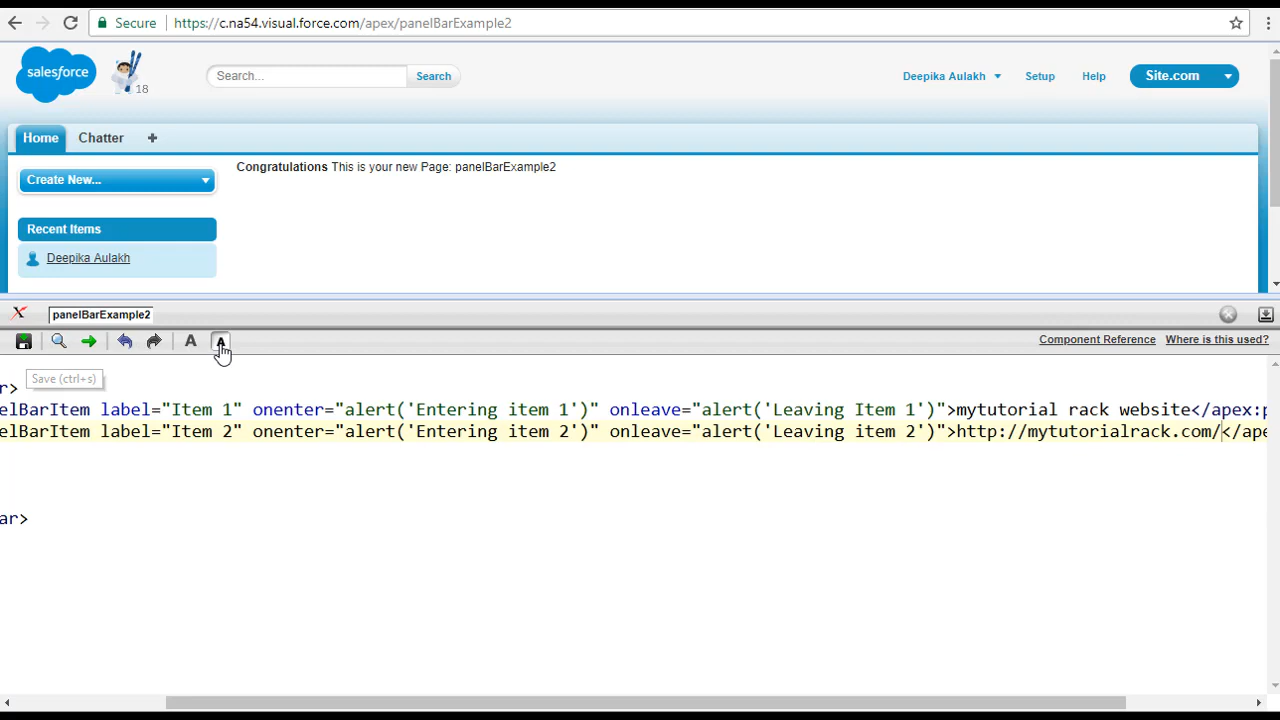 Secure https://c.na54.visual.force.com/apex/panelBarExample2
salesforce
18
Search...
Search
Deepika Aulakh
Setup
Help
Site.com
Home
Chatter
Create New...
Congratulations This is your new Page: panelBarExample2
Recent Items
Deepika Aulakh
panelBarExample2
A
A
Component Reference
Where is this used?
Save (ctrl+s)
r>
elBarItem label="Item 1" onenter="alert('Entering item 1')" onleave="alert('Leaving Item 1')">mytutorial rack website</apex:p
elBarItem label="Item 2" onenter="alert('Entering item 2')" onleave="alert('Leaving item 2')">http://mytutorialrack.com/</ape
ar>